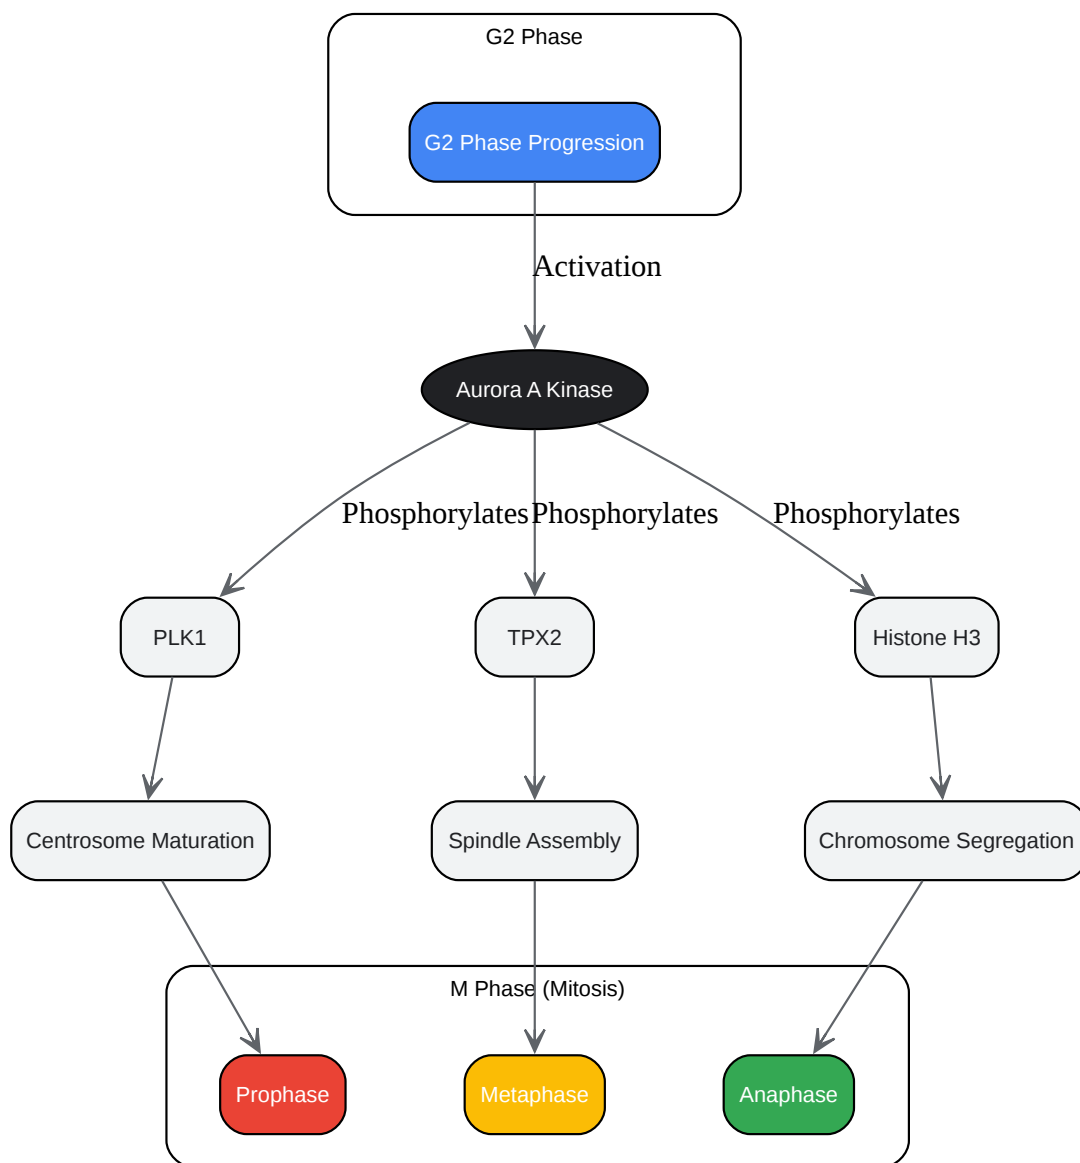 G2 Phase
G2 Phase Progression
Activation
Aurora A Kinase
Phosphorylates
Phosphorylates
Phosphorylates
PLK1
TPX2
Histone H3
Centrosome Maturation
Spindle Assembly
Chromosome Segregation
M Phase (Mitosis)
Prophase
Metaphase
Anaphase